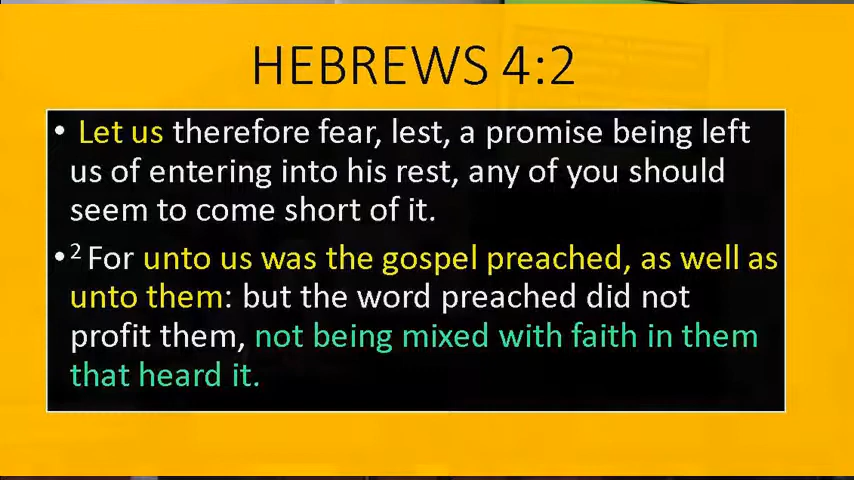 HEBREWS 4:2
• Let us therefore fear, lest, a promise being left
us of entering into his rest, any of you should
seem to come short of it.
•² For unto us was the gospel preached, as well as
unto them: but the word preached did not
profit them, not being mixed with faith in them
that heard it.